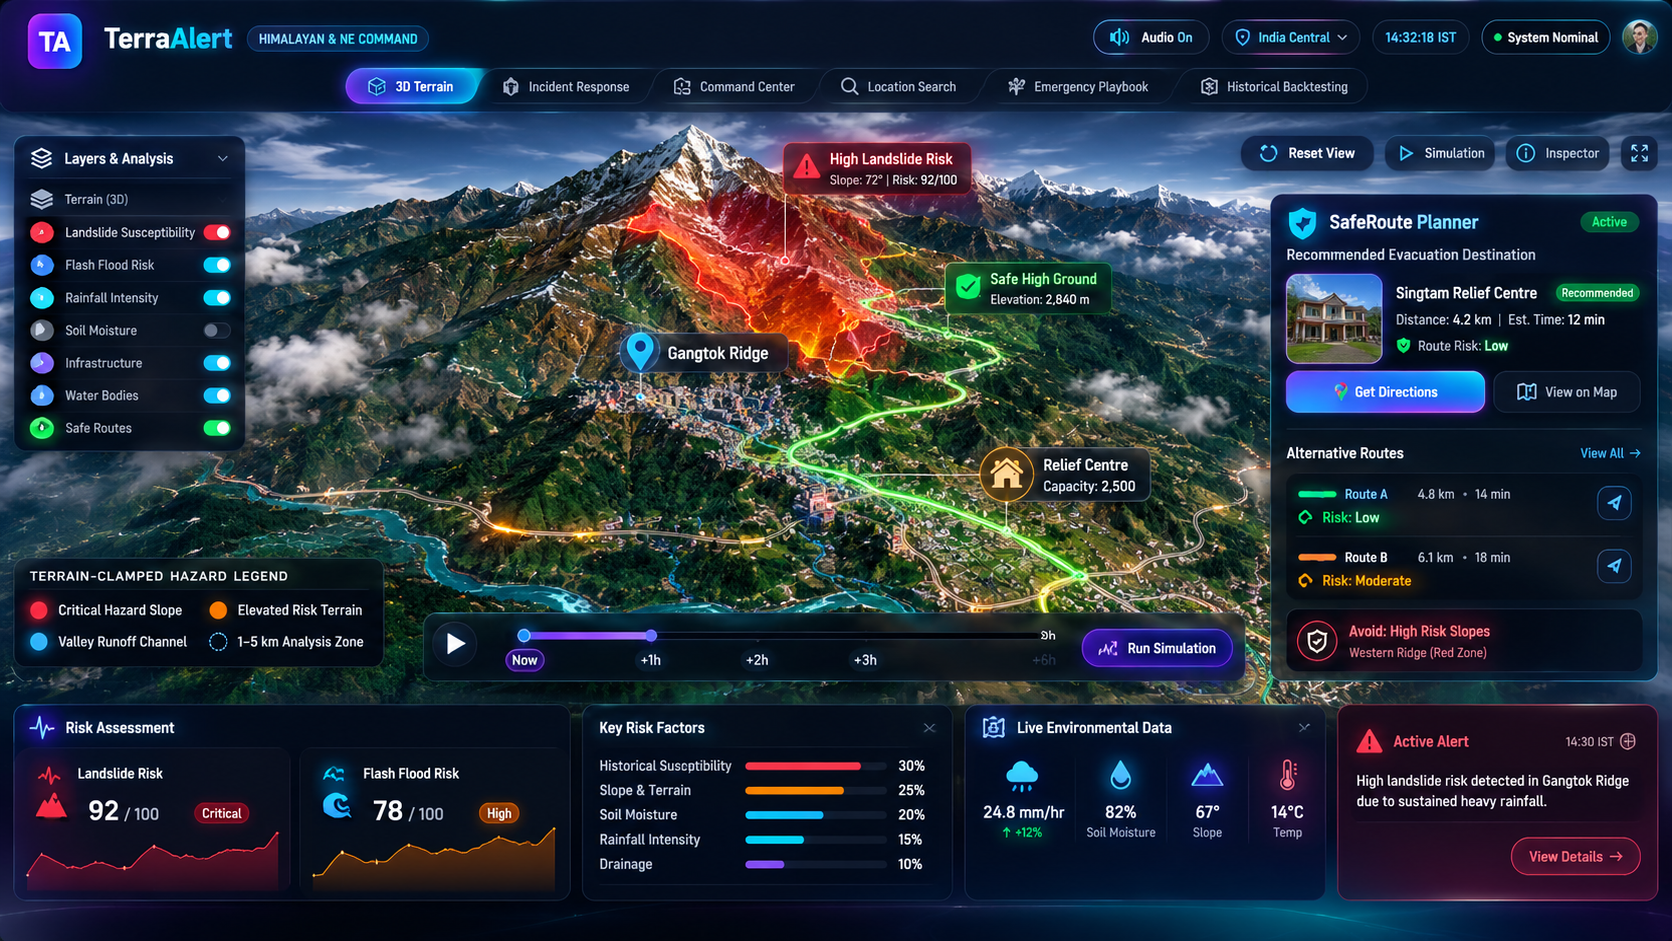 TA
TerraAlert
HIMALAYAN & NE COMMAND
Audio On
India Central
14:32:18 IST
System Nominal
3D Terrain
Incident Response
Command Center
Location Search
Emergency Playbook
Historical Backtesting
Layers & Analysis
Terrain (3D)
Landslide Susceptibility
Flash Flood Risk
Rainfall Intensity
Soil Moisture
Infrastructure
Water Bodies
Safe Routes
High Landslide Risk
Slope: 72° | Risk: 92/100
Safe High Ground
Elevation: 2,840 m
Gangtok Ridge
Relief Centre
Capacity: 2,500
Reset View
Simulation
Inspector
SafeRoute Planner
Active
Recommended Evacuation Destination
Singtam Relief Centre
Recommended
Distance: 4.2 km | Est. Time: 12 min
Route Risk: Low
Get Directions
View on Map
Alternative Routes
View All →
Route A 4.8 km • 14 min
Risk: Low
Route B 6.1 km • 18 min
Risk: Moderate
Avoid: High Risk Slopes
Western Ridge (Red Zone)
TERRAIN-CLAMPED HAZARD LEGEND
Critical Hazard Slope
Elevated Risk Terrain
Valley Runoff Channel
1–5 km Analysis Zone
Now
+1h
+2h
+3h
+6h
Run Simulation
Risk Assessment
Landslide Risk
92 / 100
Critical
Flash Flood Risk
78 / 100
High
Key Risk Factors
Historical Suscptibility 30%
Slope & Terrain 25%
Soil Moisture 20%
Rainfall Intensity 15%
Drainage 10%
Live Environmental Data
24.8 mm/hr
↑ +12%
82%
Soil Moisture
67°
Slope
14°C
Temp
Active Alert
14:30 IST
High landslide risk detected in Gangtok Ridge
due to sustained heavy rainfall.
View Details →